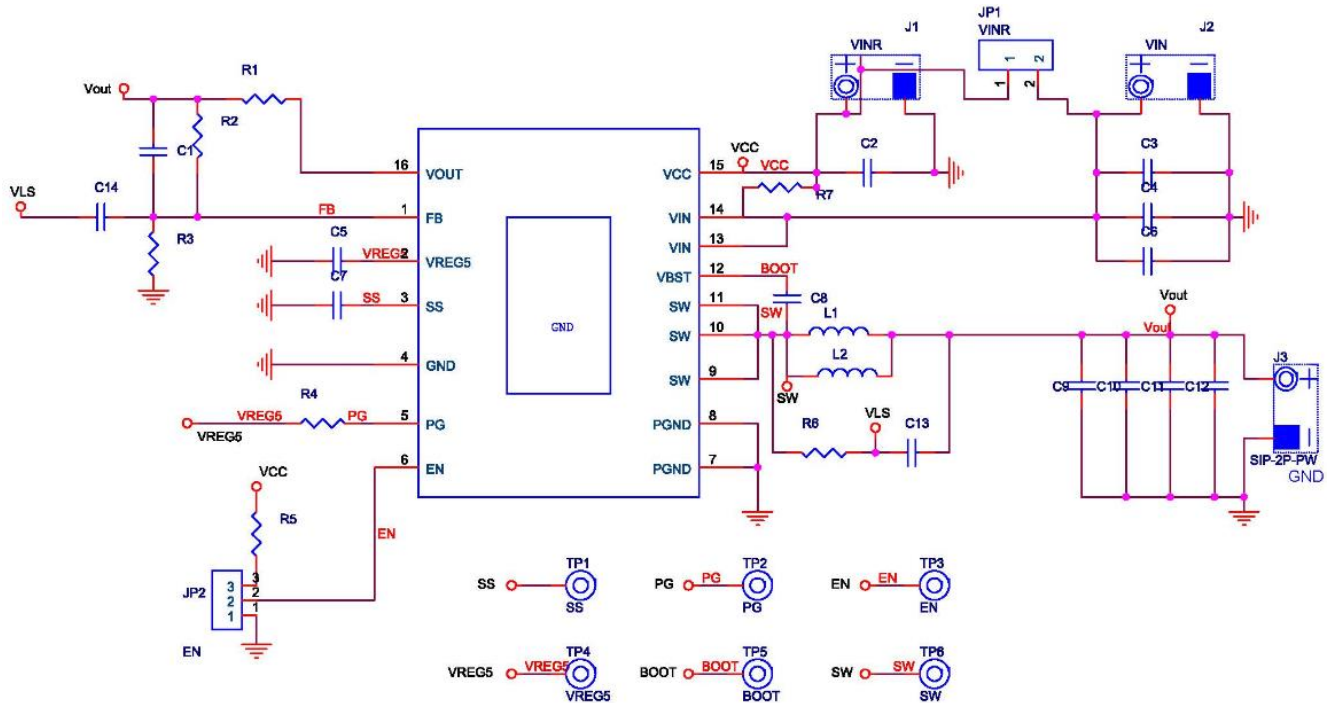 J1
JP1
J2
VINR
VINR
VIN
1
2
1
2
R1
Vout
R2
C1
VCC
VCC
C2
C3
16
VOUT
VCC
15
VLS
C14
R7
C4
FB
1
FB
VIN
14
R3
C5
VIN
13
C6
VREG5
2
VREG5
VBST
12
BOOT
C7
SS
3
SS
SW
11
SW
C8
Vout
GND
SW
10
L1
Vout
L2
4
GND
SW
9
SW
C9
C10
C11
C12
J3
R4
VREG5
PG
5
PG
PGND
8
R6
VLS
C13
VREG5
SIP-2P-PW
GND
6
EN
PGND
7
VCC
R5
EN
JP2
3
3
2
2
1
1
EN
SS
TP1
SS
PG
PG
TP2
PG
EN
EN
TP3
EN
VREG5
VREG5
TP4
VREG5
BOOT
BOOT
TP5
BOOT
SW
SW
TP6
SW